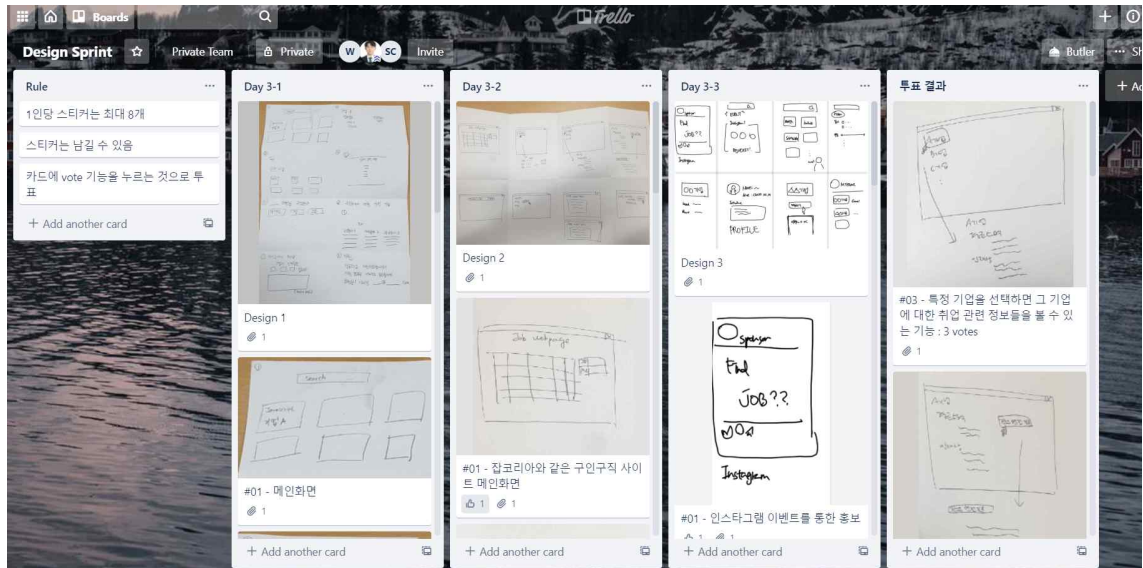 Boards
Trello
Design Sprint
Private Team
Private
W
SC
Invite
Butler
Sh
Rule
1인당 스티커는 최대 8개
스티커는 남길 수 있음
카드에 vote 기능을 누르는 것으로 투
표
+ Add another card
Day 3-1
Design 1
1
Search
#01 - 메인화면
1
+ Add another card
Day 3-2
Design 2
1
Job webpage
#01 - 잡코리아와 같은 구인구직 사이
트 메인화면
1 1
+ Add another card
Day 3-3
PROFILE
Design 3
1
Sponsor
Find
JOB??
Instagram
#01 - 인스타그램 이벤트를 통한 홍보
1 1
+ Add another card
투표 결과
#03 - 특정 기업을 선택하면 그 기업
에 대한 취업 관련 정보들을 볼 수 있
는 기능 : 3 votes
1
+ Add another card
+ Ad